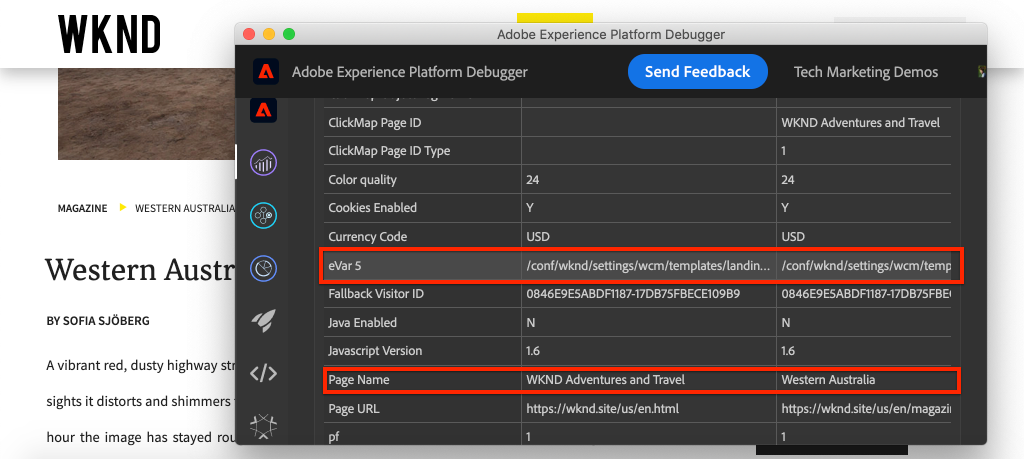 WKND
Adobe Experience Platform Debugger
Adobe Experience Platform Debugger
Send Feedback
Tech Marketing Demos
ClickMap Page ID WKND Adventures and Travel
ClickMap Page ID Type 1
Color quality 24 24
Cookies Enabled Y Y
Currency Code USD USD
eVar 5 /conf/wknd/settings/wcm/templates/landin... /conf/wknd/settings/wcm/temp
Fallback Visitor ID 0846E9E5ABDF1187-17DB75FBECE109B9 0846E9E5ABDF1187-17DB75FBE
Java Enabled N N
Javascript Version 1.6 1.6
Page Name WKND Adventures and Travel Western Australia
Page URL https://wknd.site/us/en.html https://wknd.site/us/en/magazi
pf 1 1
MAGAZINE WESTERN AUSTRALIA
Western Austr
BY SOFIA SJÖBERG
A vibrant red, dusty highway str
sights it distorts and shimmers
hour the image has stayed rou